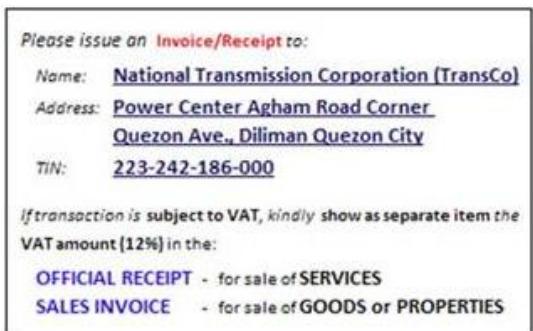 Please issue an Invoice/Receipt to:
Name: National Transmission Corporation (TransCo)
Address: Power Center Agham Road Corner
Quezon Ave., Diliman Quezon City
TIN: 223-242-186-000
If transaction is subject to VAT, kindly show as separate item the
VAT amount (12%) in the:
OFFICIAL RECEIPT - for sale of SERVICES
SALES INVOICE - for sale of GOODS or PROPERTIES